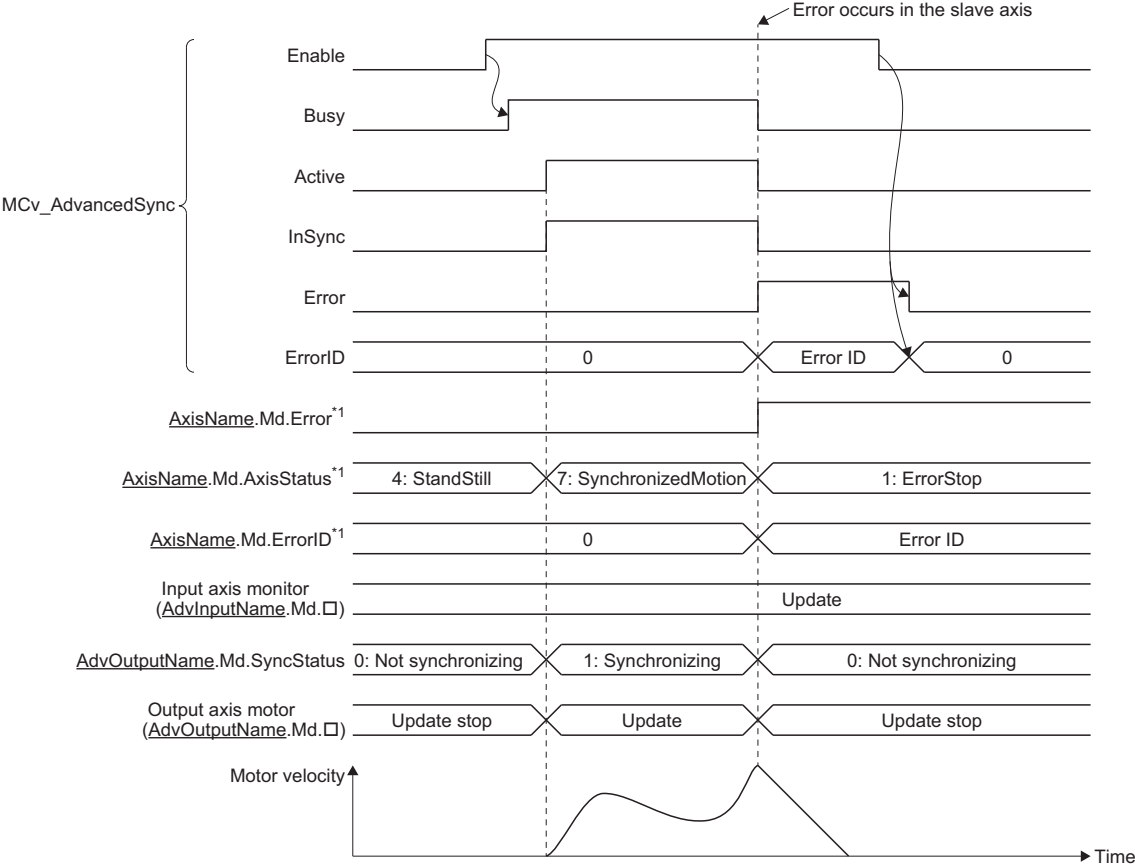 Error occurs in the slave axis
Enable
Busy
Active
MCv_AdvancedSync
InSync
Error
ErrorID 0 Error ID 0
AxisName.Md.Error*1
AxisName.Md.AxisStatus*1 4: StandStill 7: SynchronizedMotion 1: ErrorStop
AxisName.Md.ErrorID*1 0 Error ID
Input axis monitor
(AdvInputName.Md.□) Update
AdvOutputName.Md.SyncStatus 0: Not synchronizing 1: Synchronizing 0: Not synchronizing
Output axis motor
(AdvOutputName.Md.□) Update stop Update Update stop
Motor velocity
Time